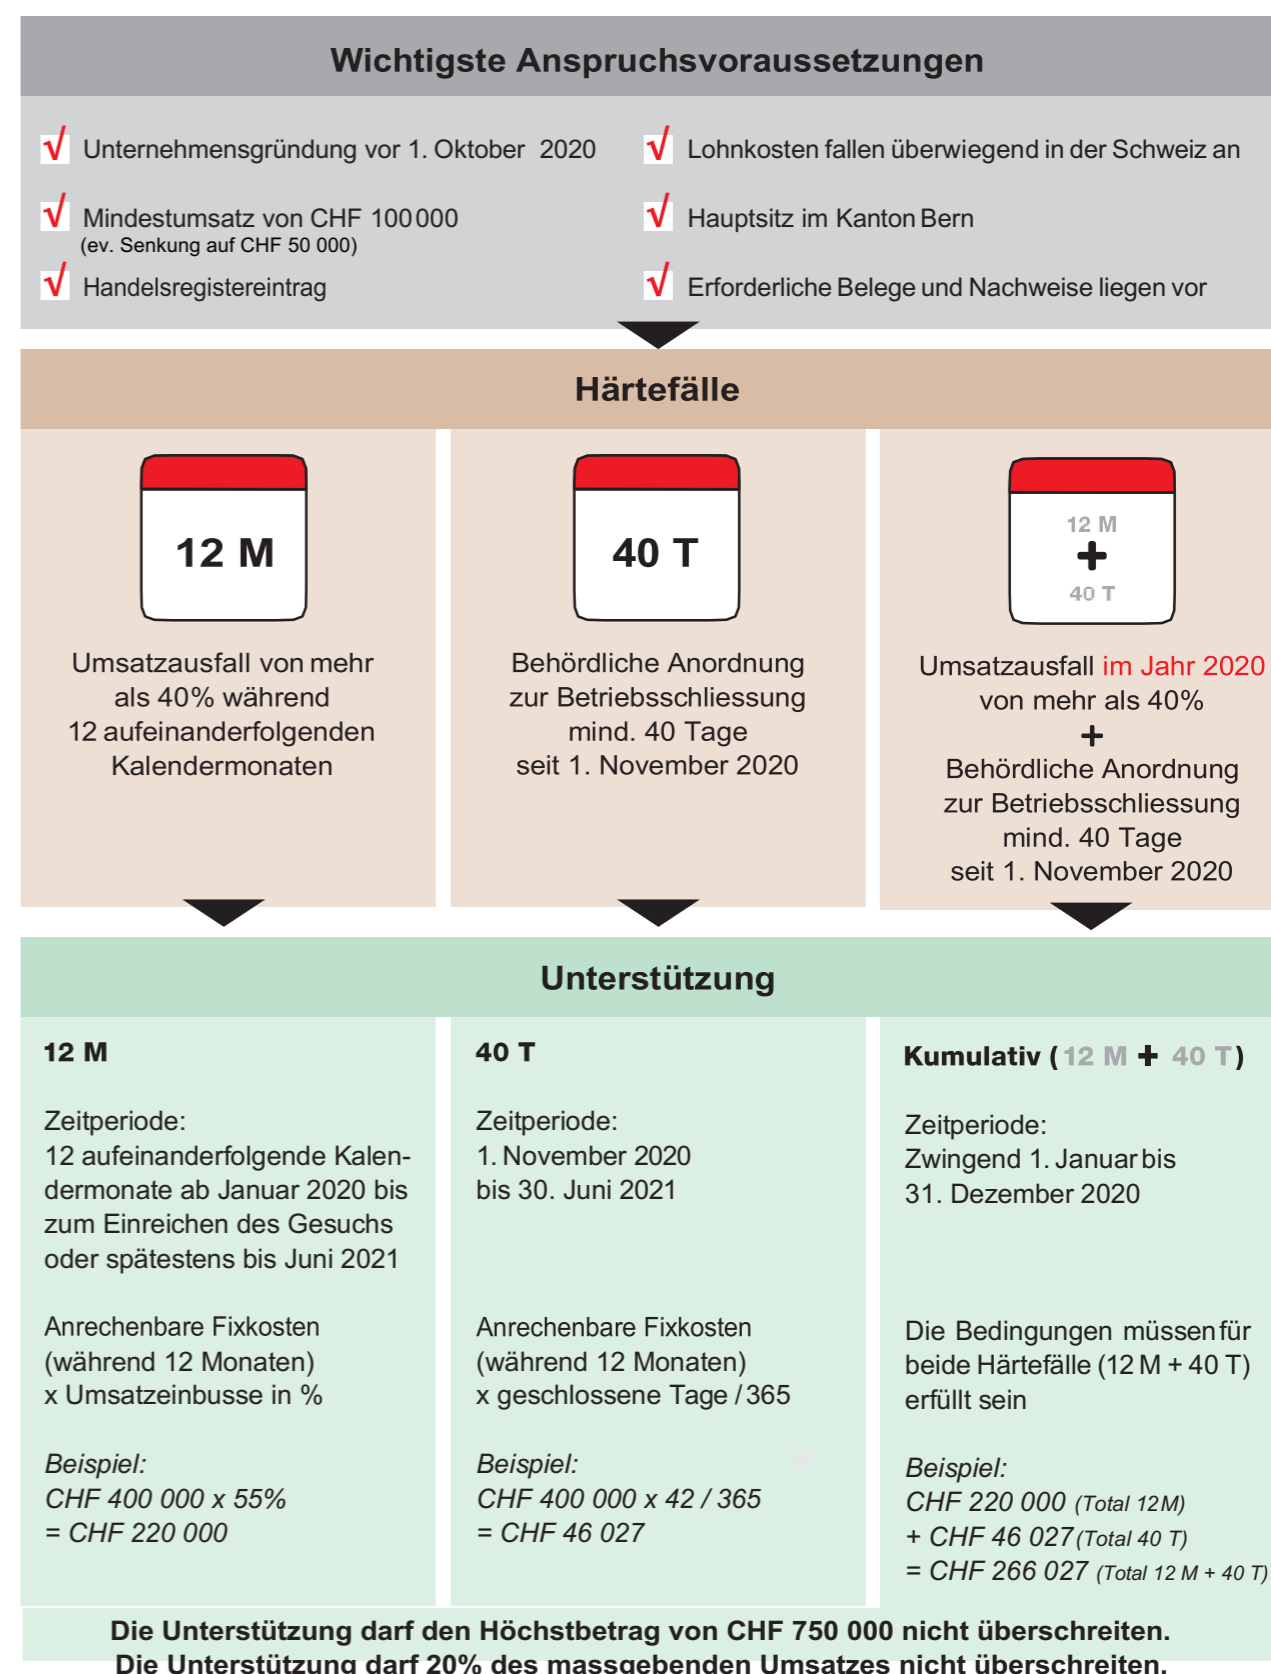 Wichtigste Anspruchsvoraussetzungen
√ Unternehmensgründung vor 1. Oktober 2020
√ Mindestumsatz von CHF 100 000
(ev. Senkung auf CHF 50 000)
√ Handelsregistereintrag
√ Lohnkosten fallen überwiegend in der Schweiz an
√ Hauptsitz im Kanton Bern
√ Erforderliche Belege und Nachweise liegen vor
Härtefälle
12 M
Umsatzausfall von mehr
als 40% während
12 aufeinanderfolgenden
Kalendermonaten
40 T
Behördliche Anordnung
zur Betriebsschliessung
mind. 40 Tage
seit 1. November 2020
12 M
+
40 T
Umsatzausfall im Jahr 2020
von mehr als 40%
+
Behördliche Anordnung
zur Betriebsschliessung
mind. 40 Tage
seit 1. November 2020
Unterstützung
12 M
Zeitperiode:
12 aufeinanderfolgende Kalen-
dermonate ab Januar 2020 bis
zum Einreichen des Gesuchs
oder spätestens bis Juni 2021
Anrechenbare Fixkosten
(während 12 Monaten)
x Umsatzeinbusse in %
Beispiel:
CHF 400 000 x 55%
= CHF 220 000
40 T
Zeitperiode:
1. November 2020
bis 30. Juni 2021
Anrechenbare Fixkosten
(während 12 Monaten)
x geschlossene Tage / 365
Beispiel:
CHF 400 000 x 42 / 365
= CHF 46 027
Kumulativ (12 M + 40 T)
Zeitperiode:
Zwingend 1. Januar bis
31. Dezember 2020
Die Bedingungen müssen für
beide Härtefälle (12 M + 40 T)
erfüllt sein
Beispiel:
CHF 220 000 (Total 12 M)
+ CHF 46 027 (Total 40 T)
= CHF 266 027 (Total 12 M + 40 T)
Die Unterstützung darf den Höchstbetrag von CHF 750 000 nicht überschreiten.
Die Unterstützung darf 20% des massgebenden Umsatzes nicht überschreiten.